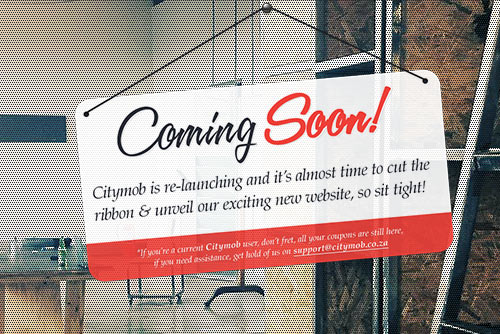 Coming Soon!
Citymob is re-launching and it's almost time to cut the
ribbon & unveil our exciting new website, so sit tight!
*If you're a current Citymob user, don't fret, all your coupons are still here,
if you need assistance, get hold of us on support@citymob.co.za